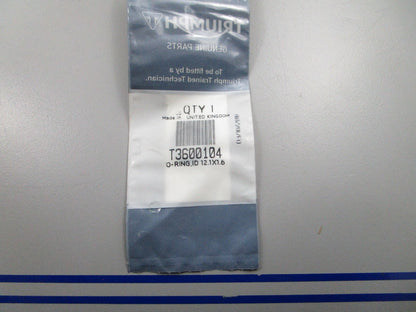 TRIUMPH
GENUINE PARTS
To be fitted by a
Triumph Trained Technician.
QTY 1
Made in UNITED KINGDOM
T3600104
O-RING,ID 12.1X1.6